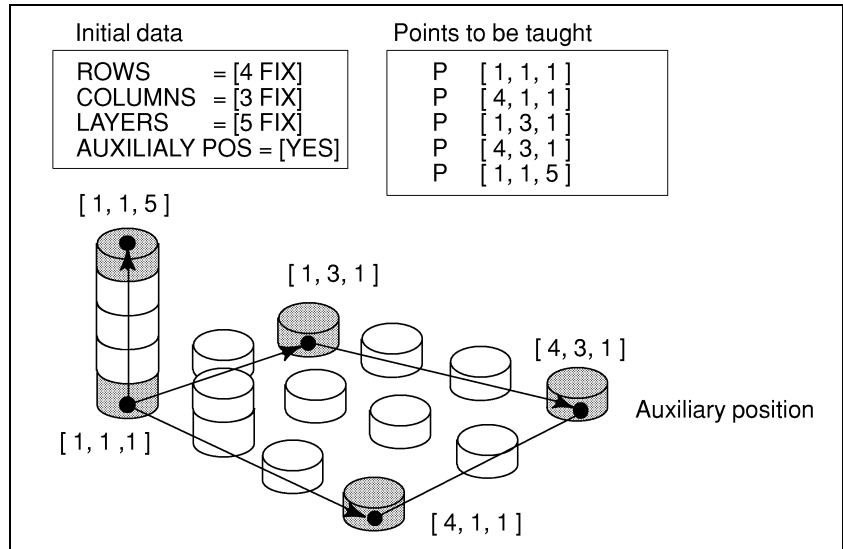 Initial data
ROWS = [4 FIX]
COLUMNS = [3 FIX]
LAYERS = [5 FIX]
AUXILIALY POS = [YES]
Points to be taught
P [ 1, 1, 1 ]
P [ 4, 1, 1 ]
P [ 1, 3, 1 ]
P [ 4, 3, 1 ]
P [ 1, 1, 5 ]
[ 1, 1, 5 ]
[ 1, 3, 1 ]
[ 4, 3, 1 ]
Auxiliary position
[ 1, 1 ,1 ]
[ 4, 1, 1 ]